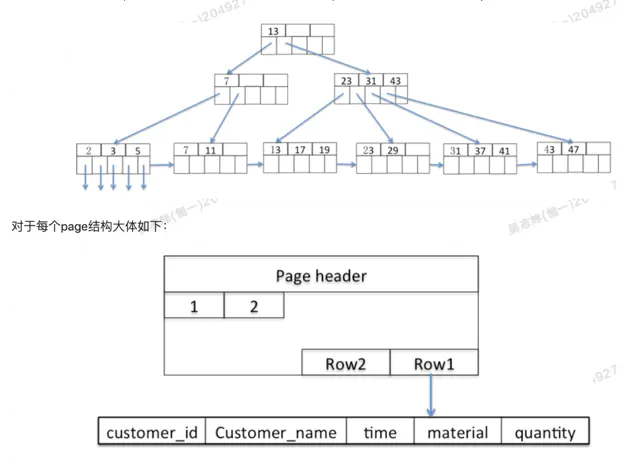 13
7
23 31 43
2 3 5
7 11
13 17 19
23 29
31 37 41
43 47
对于每个page结构大体如下：
Page header
1 2
Row2 Row1
customer_id Customer_name time material quantity